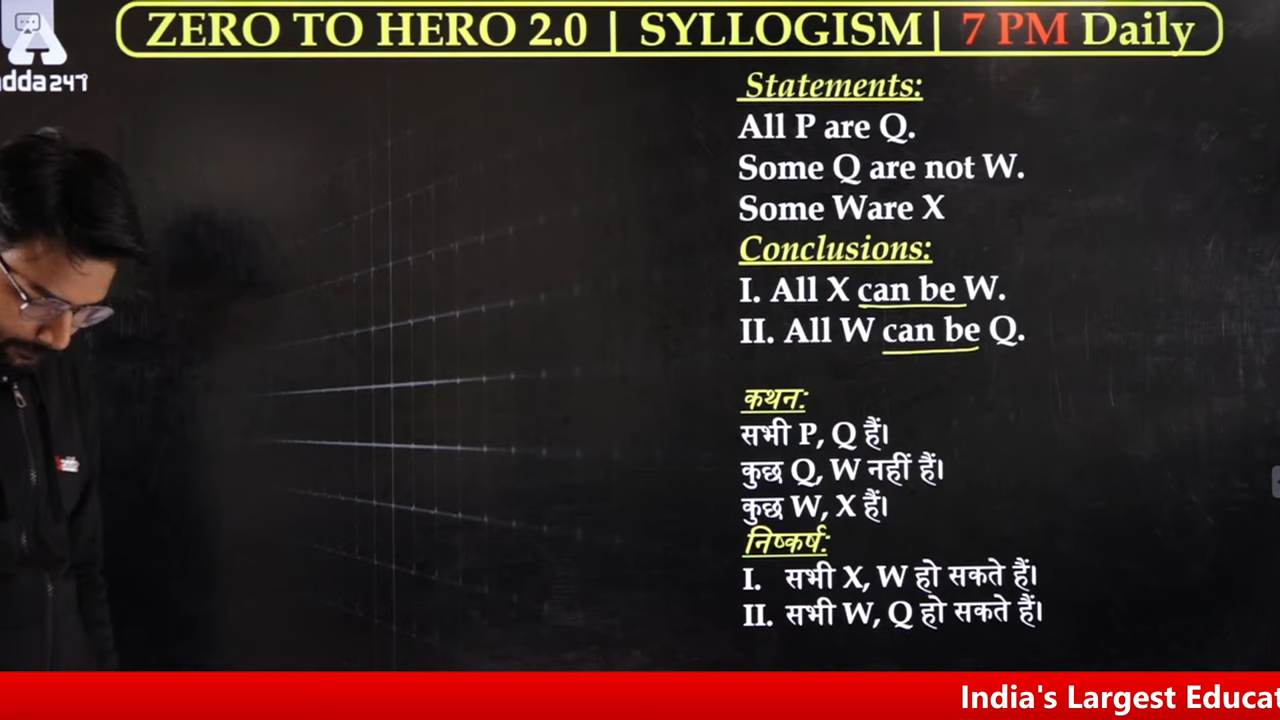 ZERO TO HERO 2.0 | SYLLOGISM | 7 PM Daily
adda247
Statements:
All P are Q.
Some Q are not W.
Some Ware X
Conclusions:
I. All X can be W.
II. All W can be Q.
कथन:
सभी P, Q हैं।
कुछ Q, W नहीं हैं।
कुछ W, X हैं।
निष्कर्ष:
I. सभी X, W हो सकते हैं।
II. सभी W, Q हो सकते हैं।
India's Largest Educat